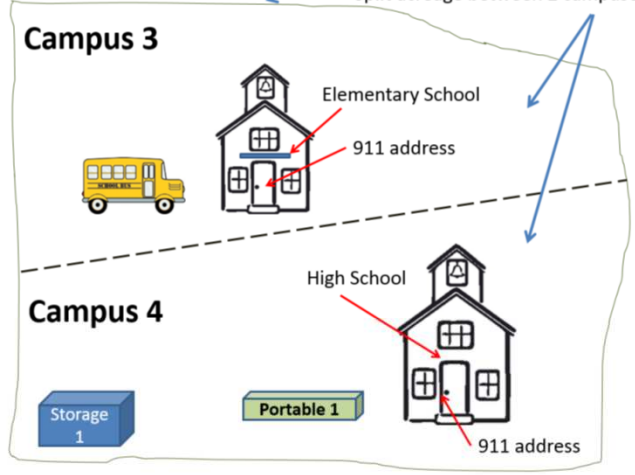 Campus 3
Elementary School
911 address
SCHOOL BUS
High School
Campus 4
Storage
1
Portable 1
911 address